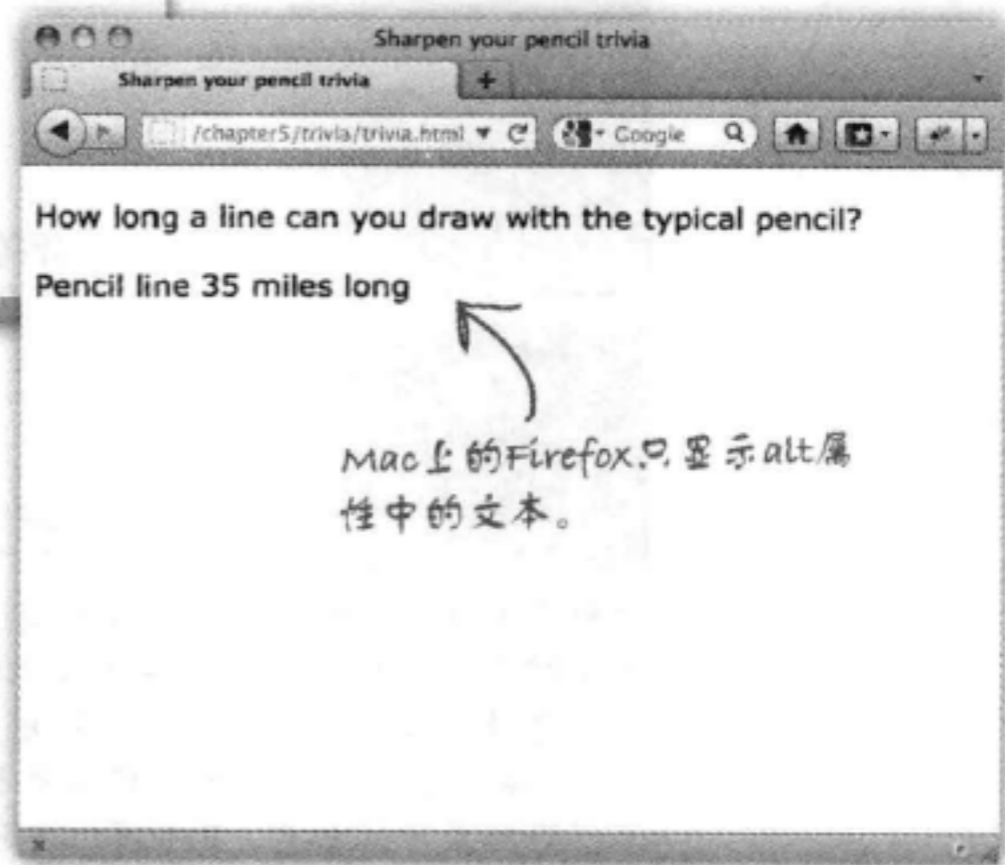 Sharpen your pencil trivia
Sharpen your pencil trivia
+
/chapter5/trivia/trivia.html
Google
How long a line can you draw with the typical pencil?
Pencil line 35 miles long
Mac上的Firefox只显示alt属
性中的文本。